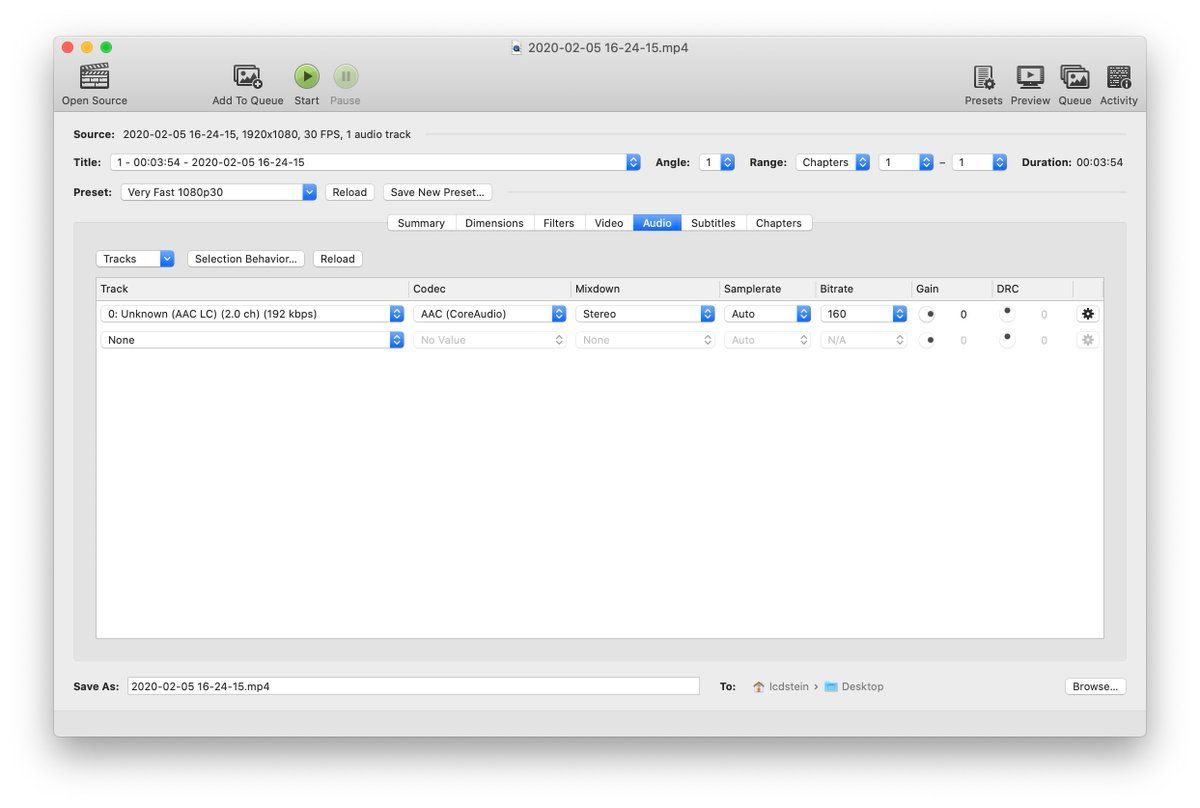 2020-02-05 16-24-15.mp4
Open Source Add To Queue Start Pause Presets Preview Queue Activity
Source: 2020-02-05 16-24-15, 1920x1080, 30 FPS, 1 audio track
Title: 1 - 00:03:54 - 2020-02-05 16-24-15 Angle: 1 Range: Chapters 1 – 1 Duration: 00:03:54
Preset: Very Fast 1080p30 Reload Save New Preset...
Summary Dimensions Filters Video Audio Subtitles Chapters
Tracks Selection Behavior... Reload
Track Codec Mixdown Samplerate Bitrate Gain DRC
0: Unknown (AAC LC) (2.0 ch) (192 kbps) AAC (CoreAudio) Stereo Auto 160 0 0
None No Value None Auto N/A 0 0
Save As: 2020-02-05 16-24-15.mp4 To: lcdstein › Desktop Browse...